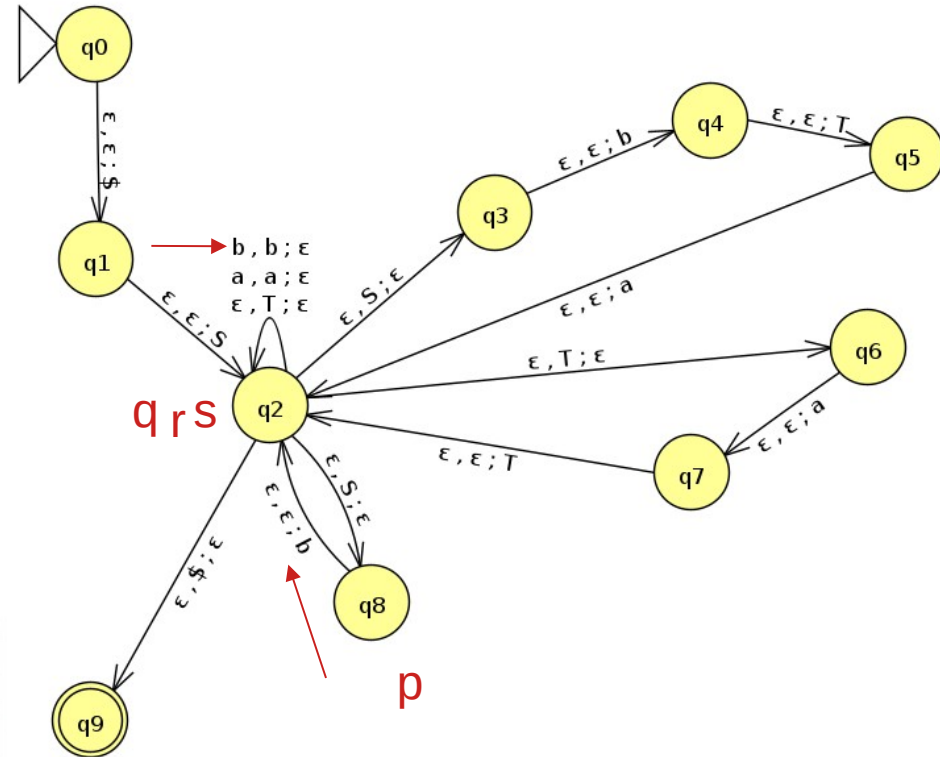 q0
ε,ε;$
q1
ε,ε;S
b,b;ε
a,a;ε
ε,T;ε
q2
q r s
ε,S;ε
q3
ε,ε;b
q4
ε,ε;T
q5
ε,ε;a
ε,T;ε
q6
ε,ε;a
q7
ε,ε;T
ε,S;ε
ε,ε;b
q8
p
ε,$;ε
q9